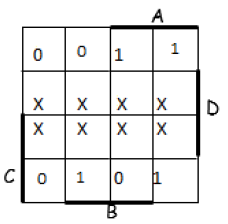 A
0 0 1 1
X X X X
D
X X X X
C 0 1 0 1
B